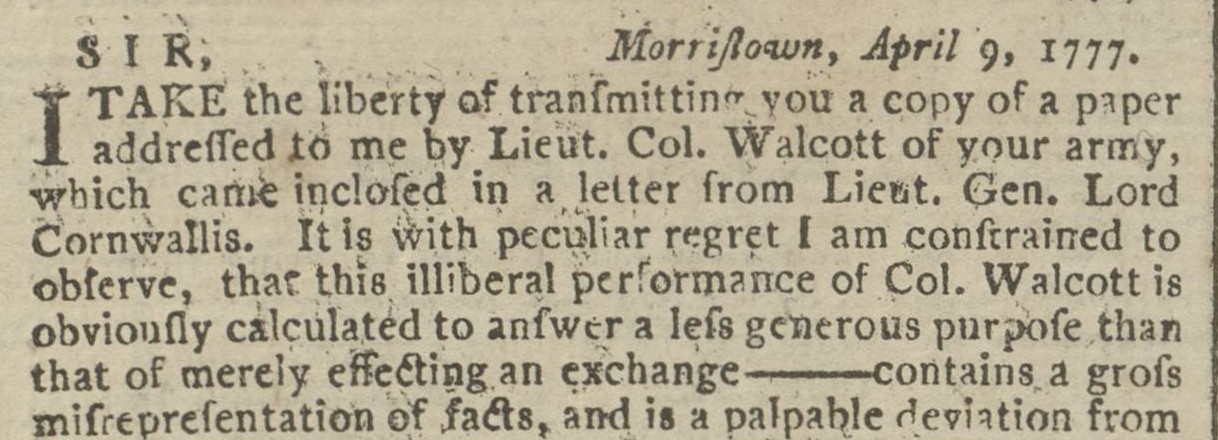 S I R, Morriſtown, April 9, 1777.
I TAKE the liberty of tranſmitting you a copy of a paper
addreſſed to me by Lieut. Col. Walcott of your army,
which came incloſed in a letter from Lieut. Gen. Lord
Cornwallis. It is with peculiar regret I am conſtrained to
obſerve, that this illiberal performance of Col. Walcott is
obviouſly calculated to anſwer a leſs generous purpoſe than
that of merely effecting an exchange———contains a groſs
miſrepreſentation of facts, and is a palpable deviation from